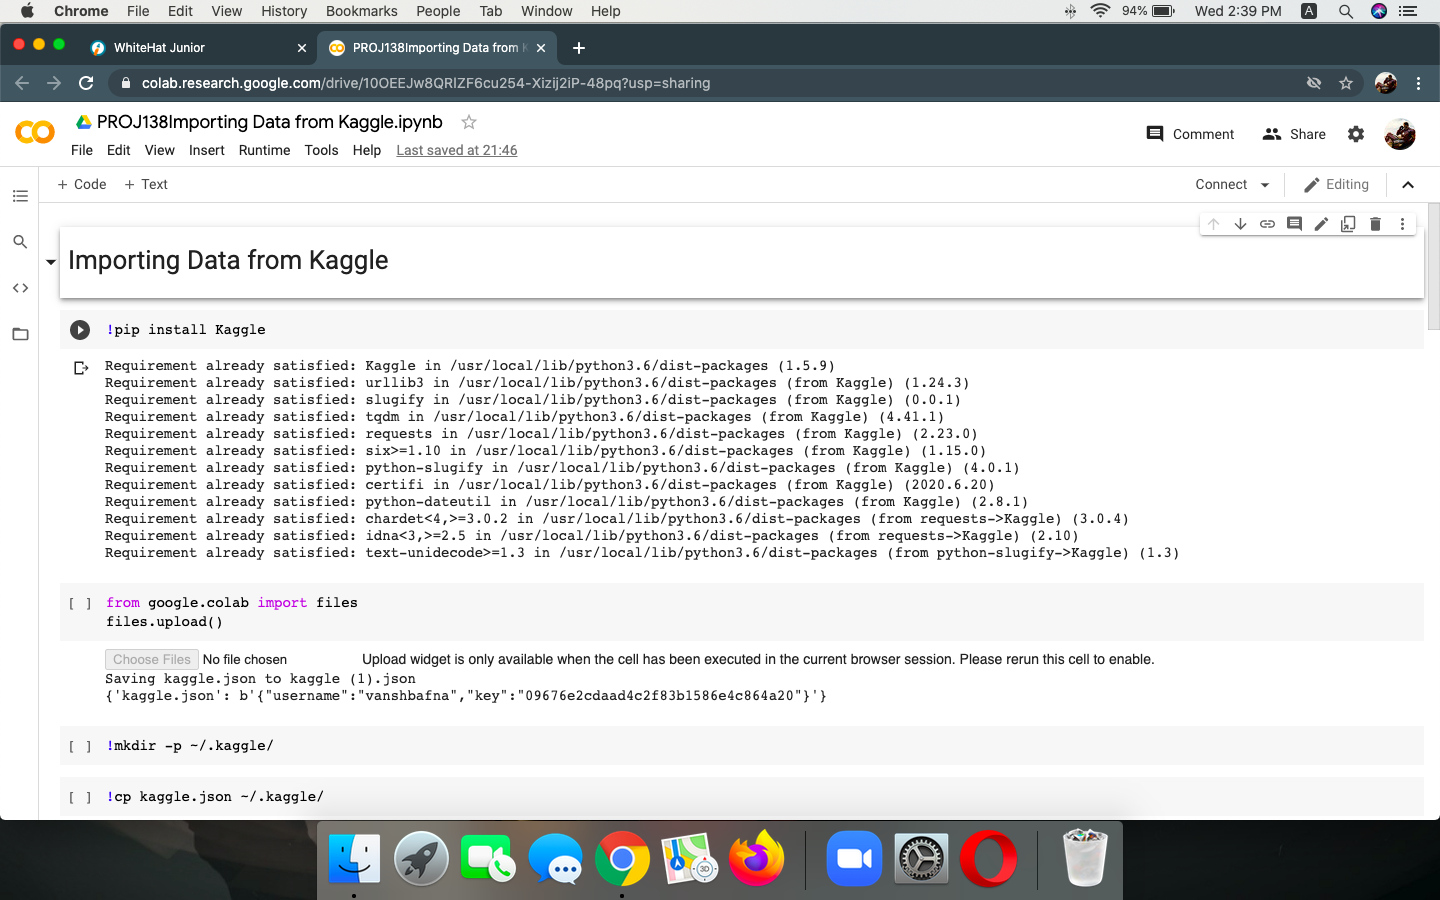 Chrome File Edit View History Bookmarks People Tab Window Help 94% Wed 2:39 PM A
WhiteHat Junior PROJ138Importing Data from K
colab.research.google.com/drive/10OEEJw8QRIZF6cu254-Xizij2iP-48pq?usp=sharing
PROJ138Importing Data from Kaggle.ipynb
Comment Share
File Edit View Insert Runtime Tools Help Last saved at 21:46
+ Code + Text Connect Editing
Importing Data from Kaggle
!pip install Kaggle
Requirement already satisfied: Kaggle in /usr/local/lib/python3.6/dist-packages (1.5.9)
Requirement already satisfied: urllib3 in /usr/local/lib/python3.6/dist-packages (from Kaggle) (1.24.3)
Requirement already satisfied: slugify in /usr/local/lib/python3.6/dist-packages (from Kaggle) (0.0.1)
Requirement already satisfied: tqdm in /usr/local/lib/python3.6/dist-packages (from Kaggle) (4.41.1)
Requirement already satisfied: requests in /usr/local/lib/python3.6/dist-packages (from Kaggle) (2.23.0)
Requirement already satisfied: six>=1.10 in /usr/local/lib/python3.6/dist-packages (from Kaggle) (1.15.0)
Requirement already satisfied: python-slugify in /usr/local/lib/python3.6/dist-packages (from Kaggle) (4.0.1)
Requirement already satisfied: certifi in /usr/local/lib/python3.6/dist-packages (from Kaggle) (2020.6.20)
Requirement already satisfied: python-dateutil in /usr/local/lib/python3.6/dist-packages (from Kaggle) (2.8.1)
Requirement already satisfied: chardet<4,>=3.0.2 in /usr/local/lib/python3.6/dist-packages (from requests->Kaggle) (3.0.4)
Requirement already satisfied: idna<3,>=2.5 in /usr/local/lib/python3.6/dist-packages (from requests->Kaggle) (2.10)
Requirement already satisfied: text-unidecode>=1.3 in /usr/local/lib/python3.6/dist-packages (from python-slugify->Kaggle) (1.3)
[ ] from google.colab import files
files.upload()
Choose Files No file chosen Upload widget is only available when the cell has been executed in the current browser session. Please rerun this cell to enable.
Saving kaggle.json to kaggle (1).json
{'kaggle.json': b'{"username":"vanshbafna","key":"09676e2cdaad4c2f83b1586e4c864a20"}'}
[ ] !mkdir -p ~/.kaggle/
[ ] !cp kaggle.json ~/.kaggle/
3D